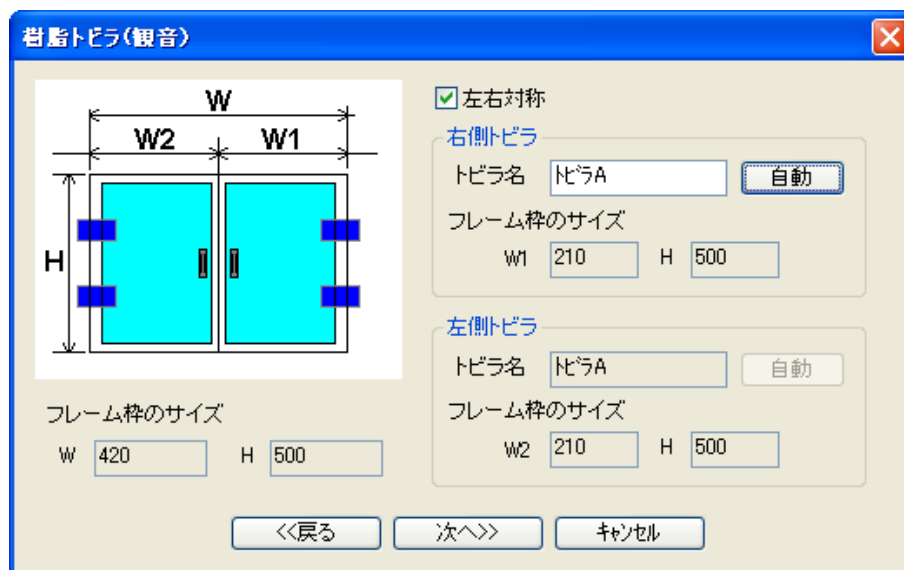 樹脂トビラ(観音)
W
W2 W1
H
フレーム枠のサイズ
W 420 H 500
左右対称
右側トビラ
トビラ名 ﾄﾋﾞﾗA 自動
フレーム枠のサイズ
W1 210 H 500
左側トビラ
トビラ名 ﾄﾋﾞﾗA 自動
フレーム枠のサイズ
W2 210 H 500
<<戻る 次へ>> ｷｬﾝｾﾙ